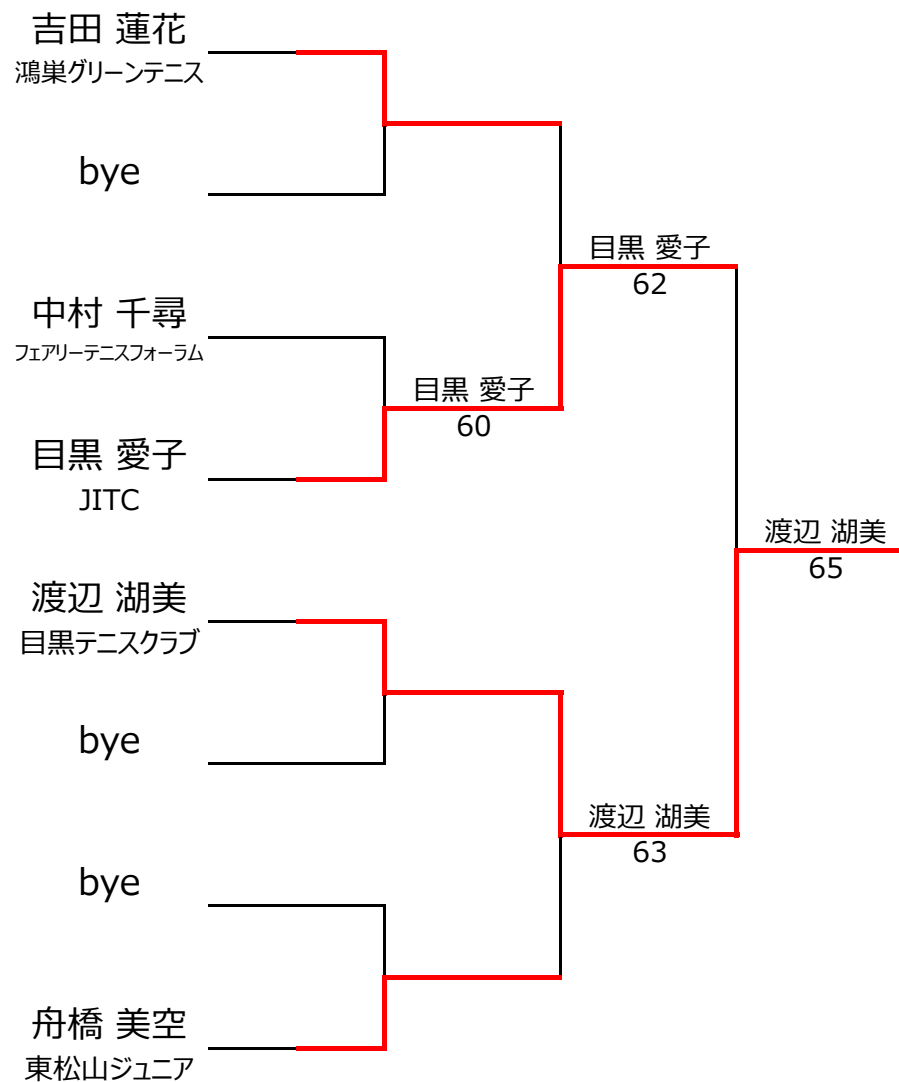 吉田 蓮花
鴻巣グリーンテニス
bye
中村 千尋
フェアリーテニスフォーラム
目黒 愛子
JITC
渡辺 湖美
目黒テニスクラブ
bye
bye
舟橋 美空
東松山ジュニア
目黒 愛子
60
目黒 愛子
62
渡辺 湖美
63
渡辺 湖美
65